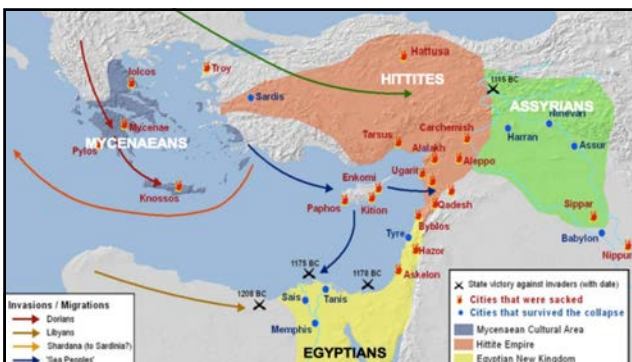 Hattusa
HITTITES
Iolcos
Troy
Sardis
1115 BC
ASSYRIANS
Ninevah
Harran
Assur
Carchemish
Tarsus
Alalakh
Aleppo
Mycenae
MYCENAEANS
Pylos
Ugarit
Enkomi
Knossos
Paphos
Kition
Qadesh
Byblos
Sippar
Tyre
Babylon
Nippur
Hazor
1175 BC
1178 BC
Askelon
1208 BC
Sais
Tanis
Memphis
EGYPTIANS
Invasions / Migrations
Dorians
Libyans
Shardana (to Sardinia?)
'Sea Peoples'
State victory against invaders (with date)
Cities that were sacked
Cities that survived the collapse
Mycenaean Cultural Area
Hittite Empire
Egyptian New Kingdom